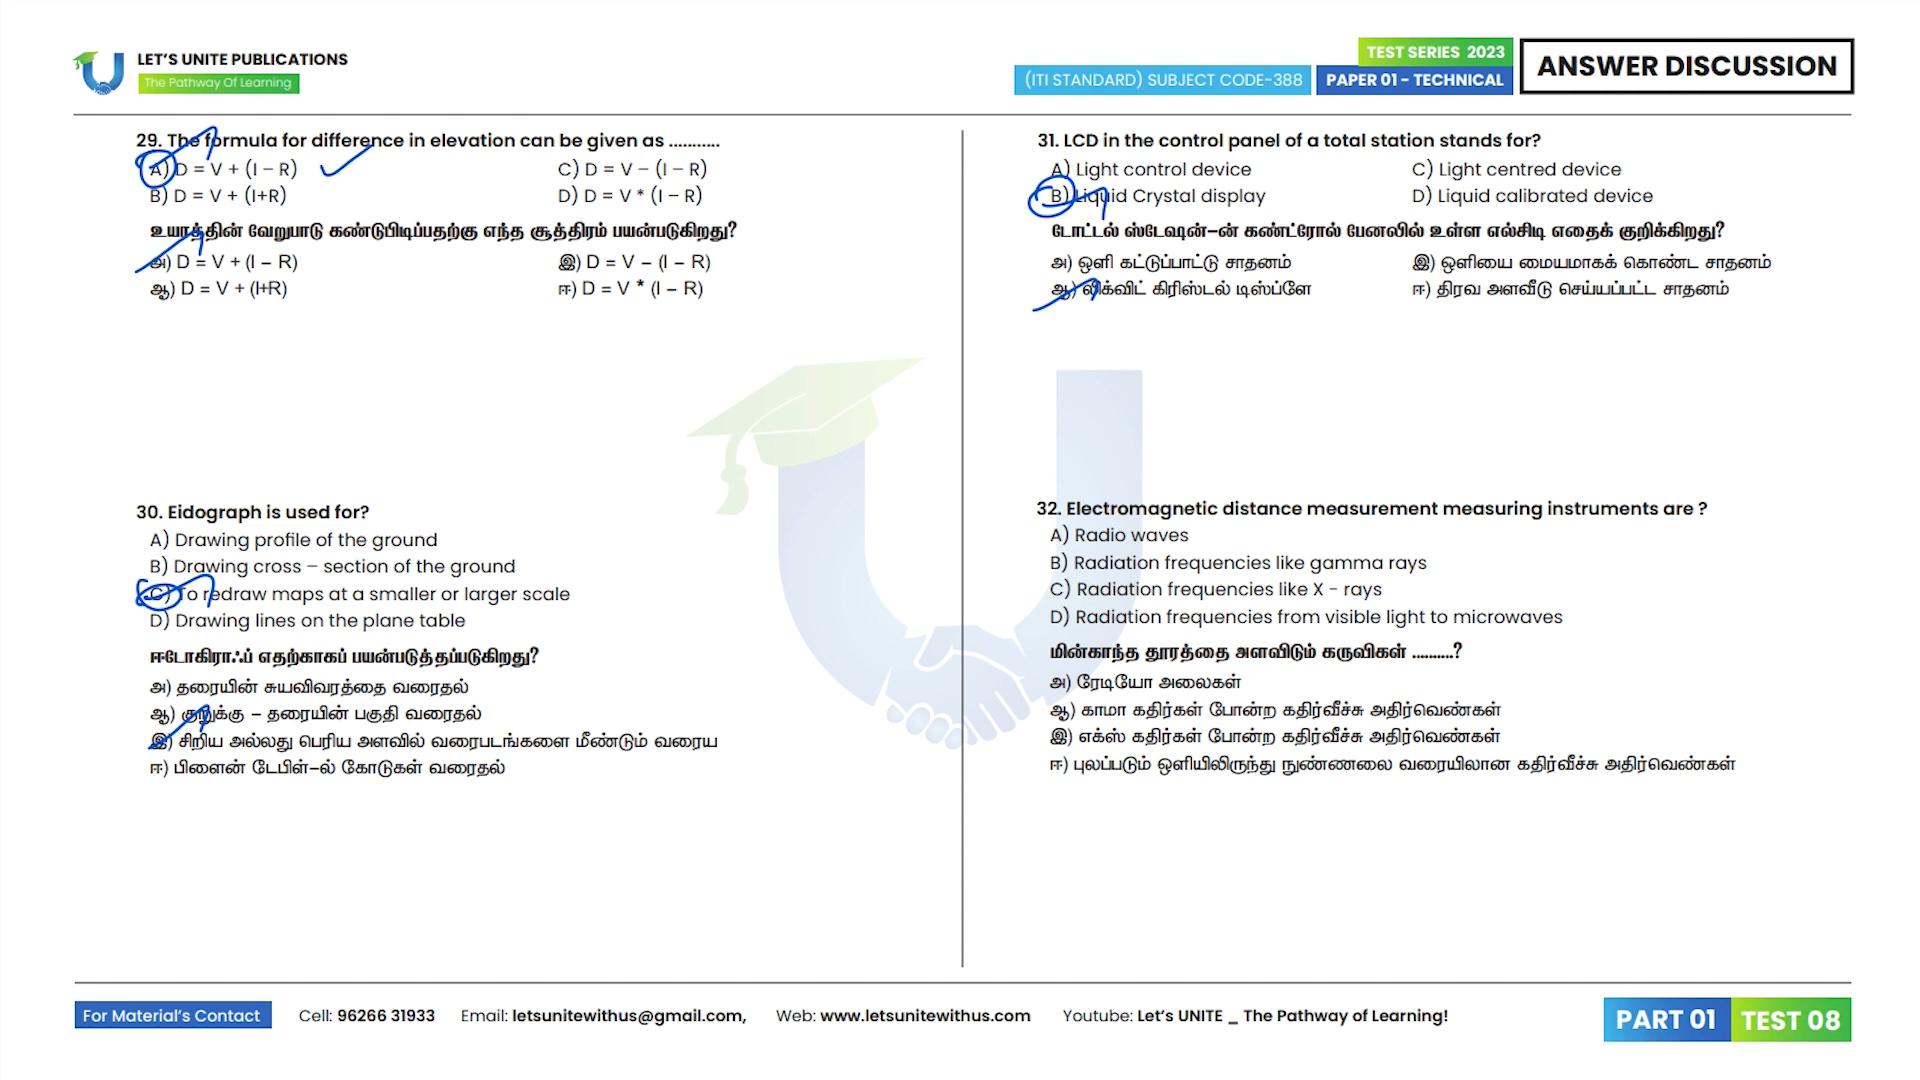 LET'S UNITE PUBLICATIONS
The Pathway Of Learning
TEST SERIES 2023
(ITI STANDARD) SUBJECT CODE-388
PAPER 01 - TECHNICAL
ANSWER DISCUSSION
29. The formula for difference in elevation can be given as ...........
A) D = V + (I – R)
C) D = V – (I – R)
B) D = V + (I+R)
D) D = V * (I – R)
உயரத்தின் வேறுபாடு கண்டுபிடிப்பதற்கு எந்த சூத்திரம் பயன்படுகிறது?
அ) D = V + (I – R)
இ) D = V – (I – R)
ஆ) D = V + (I+R)
ஈ) D = V * (I – R)
30. Eidograph is used for?
A) Drawing profile of the ground
B) Drawing cross – section of the ground
C) To redraw maps at a smaller or larger scale
D) Drawing lines on the plane table
ஈடோகிராஃப் எதற்காகப் பயன்படுத்தப்படுகிறது?
அ) தரையின் சுயவிவரத்தை வரைதல்
ஆ) குறுக்கு – தரையின் பகுதி வரைதல்
இ) சிறிய அல்லது பெரிய அளவில் வரைபடங்களை மீண்டும் வரைய
ஈ) பிளைன் டேபிள்–ல் கோடுகள் வரைதல்
31. LCD in the control panel of a total station stands for?
A) Light control device
C) Light centred device
B) Liquid Crystal display
D) Liquid calibrated device
டோட்டல் ஸ்டேஷன்–ன் கண்ட்ரோல் பேனலில் உள்ள எல்சிடி எதைக் குறிக்கிறது?
அ) ஒளி கட்டுப்பாட்டு சாதனம்
இ) ஒளியை மையமாகக் கொண்ட சாதனம்
ஆ) லிக்விட் கிரிஸ்டல் டிஸ்ப்ளே
ஈ) திரவ அளவீடு செய்யப்பட்ட சாதனம்
32. Electromagnetic distance measurement measuring instruments are ?
A) Radio waves
B) Radiation frequencies like gamma rays
C) Radiation frequencies like X - rays
D) Radiation frequencies from visible light to microwaves
மின்காந்த தூரத்தை அளவிடும் கருவிகள் ..........?
அ) ரேடியோ அலைகள்
ஆ) காமா கதிர்கள் போன்ற கதிர்வீச்சு அதிர்வெண்கள்
இ) எக்ஸ் கதிர்கள் போன்ற கதிர்வீச்சு அதிர்வெண்கள்
ஈ) புலப்படும் ஒளியிலிருந்து நுண்ணலை வரையிலான கதிர்வீச்சு அதிர்வெண்கள்
For Material's Contact
Cell: 96266 31933
Email: letsunitewithus@gmail.com,
Web: www.letsunitewithus.com
Youtube: Let's UNITE _ The Pathway of Learning!
PART 01
TEST 08